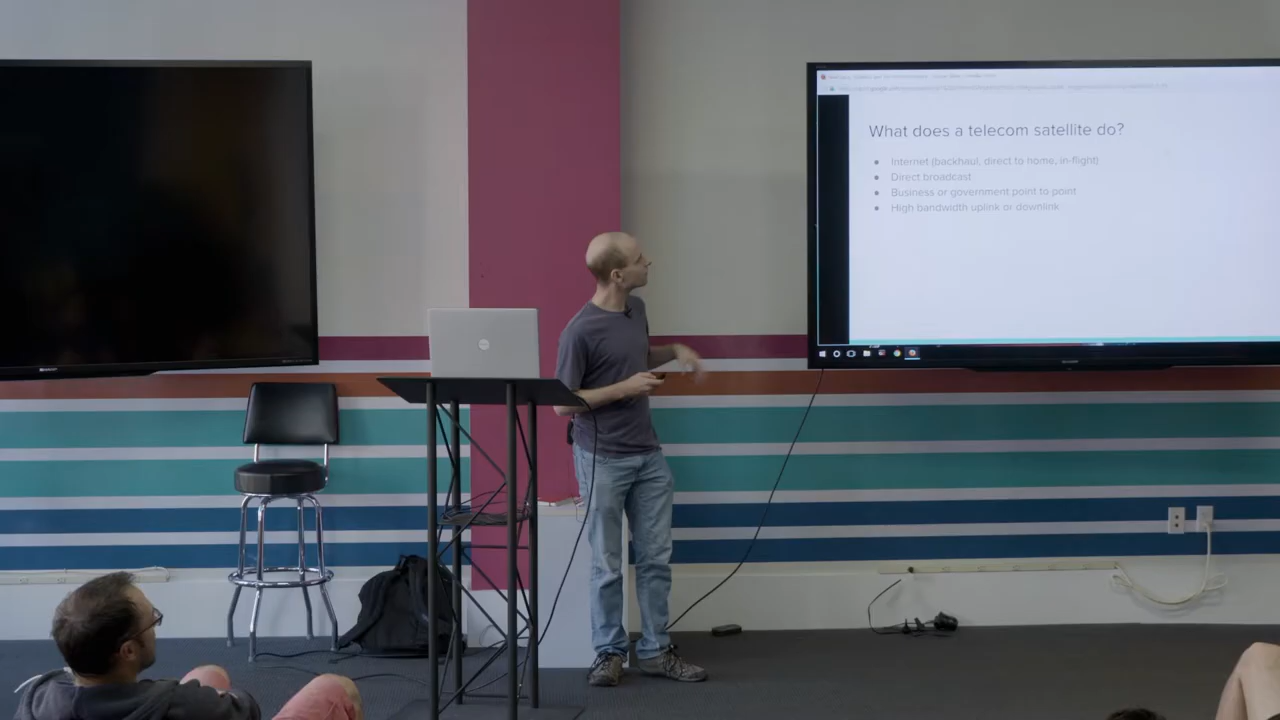 What does a telecom satellite do?
Internet (backhaul, direct to home, in-flight)
Direct broadcast
Business or government point to point
High bandwidth uplink or downlink